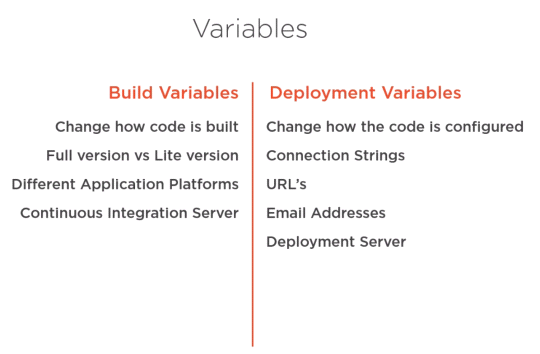 Variables
Build Variables
Change how code is built
Full version vs Lite version
Different Application Platforms
Continuous Integration Server
Deployment Variables
Change how the code is configured
Connection Strings
URL's
Email Addresses
Deployment Server